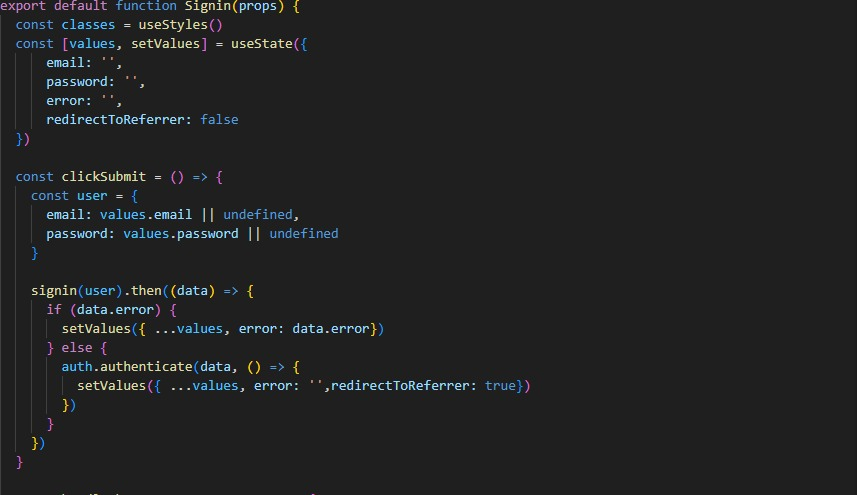 export default function Signin(props) {
const classes = useStyles()
const [values, setValues] = useState({
email: '',
password: '',
error: '',
redirectToReferrer: false
})
const clickSubmit = () => {
const user = {
email: values.email || undefined,
password: values.password || undefined
}
signin(user).then((data) => {
if (data.error) {
setValues({ ...values, error: data.error})
} else {
auth.authenticate(data, () => {
setValues({ ...values, error: '',redirectToReferrer: true})
})
}
})
}